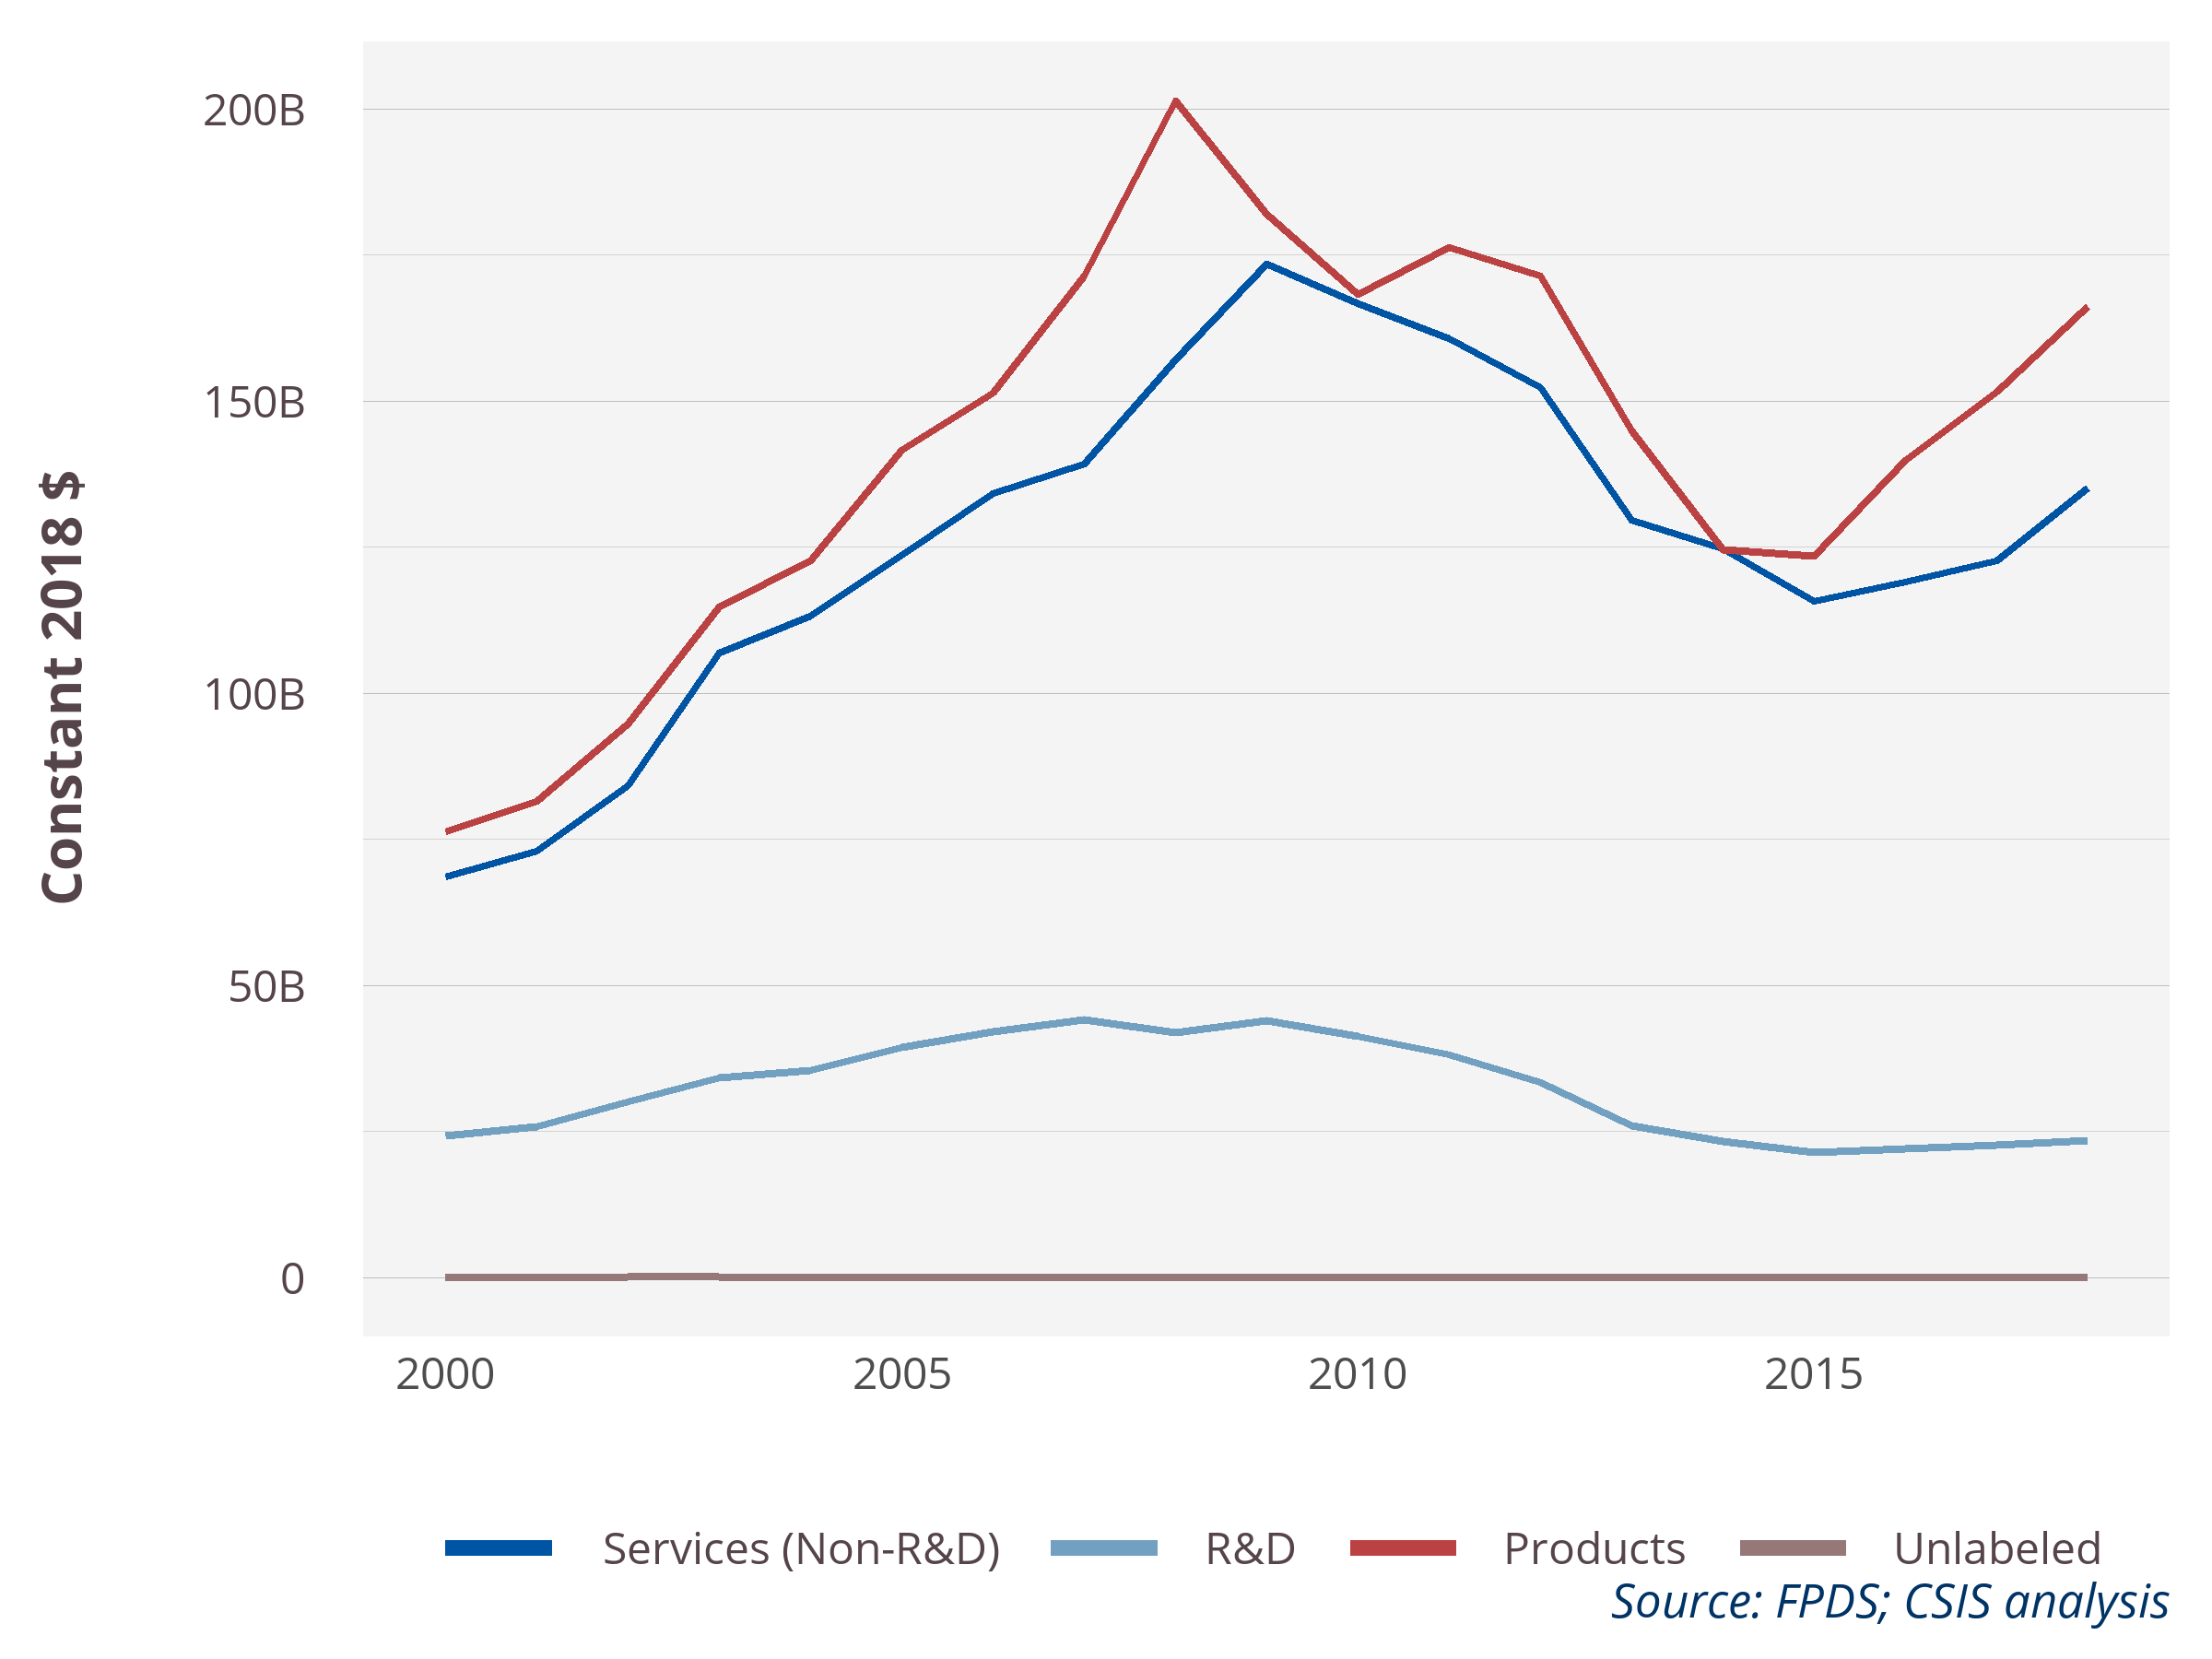 Constant 2018 $
200B
150B
100B
50B
0
2000 2005 2010 2015
Services (Non-R&D) R&D Products Unlabeled
Source: FPDS; CSIS analysis